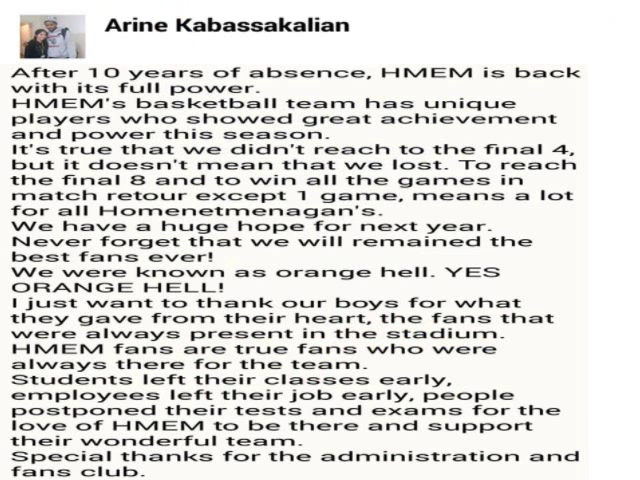 Arine Kabassakalian
After 10 years of absence, HMEM is back
with its full power.
HMEM's basketball team has unique
players who showed great achievement
and power this season.
It's true that we didn't reach to the final 4,
but it doesn't mean that we lost. To reach
the final 8 and to win all the games in
match retour except 1 game, means a lot
for all Homenetmenagan's.
We have a huge hope for next year.
Never forget that we will remained the
best fans ever!
We were known as orange hell. YES
ORANGE HELL!
I just want to thank our boys for what
they gave from their heart, the fans that
were always present in the stadium.
HMEM fans are true fans who were
always there for the team.
Students left their classes early,
employees left their job early, people
postponed their tests and exams for the
love of HMEM to be there and support
their wonderful team.
Special thanks for the administration and
fans club.